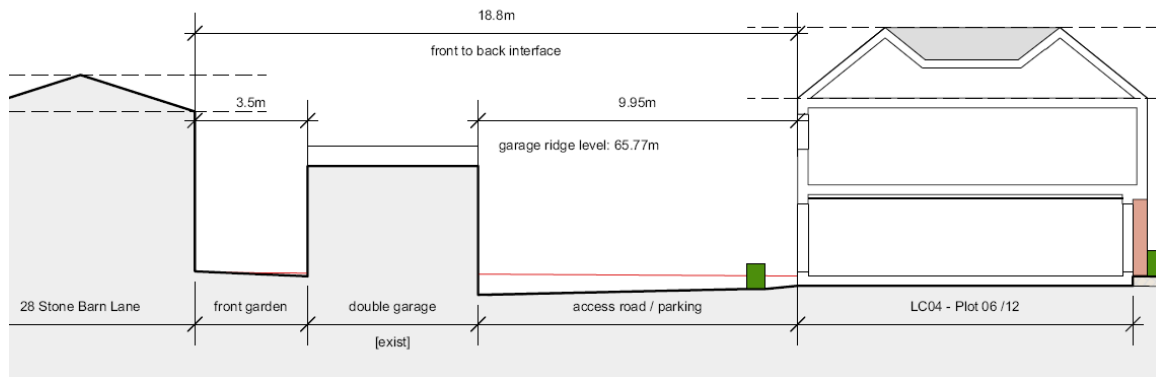 18.8m
front to back interface
3.5m
9.95m
garage ridge level: 65.77m
28 Stone Barn Lane
front garden
double garage
access road / parking
LC04 - Plot 06 /12
[exist]